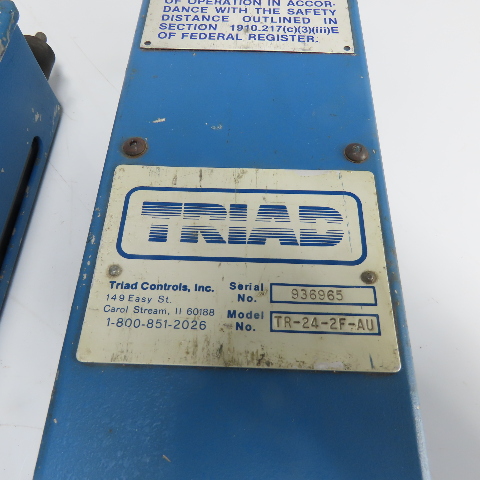 OF OPERATION IN ACCOR-
DANCE WITH THE SAFETY
DISTANCE OUTLINED IN
SECTION 1910.217(c)(3)(iii)E
OF FEDERAL REGISTER.
TRIAD
Triad Controls, Inc.
149 Easy St.
Carol Stream, Il 60188
1-800-851-2026
Serial No. 936965
Model No. TR-24-2F-AU